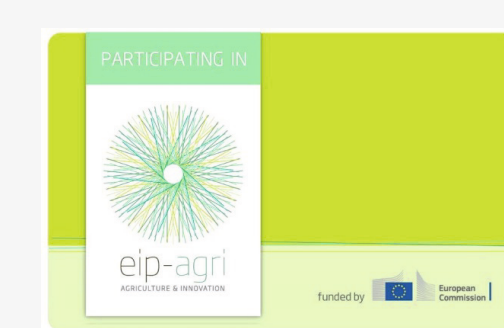 PARTICIPATING IN
eip-agri
AGRICULTURE & INNOVATION
funded by
European
Commission